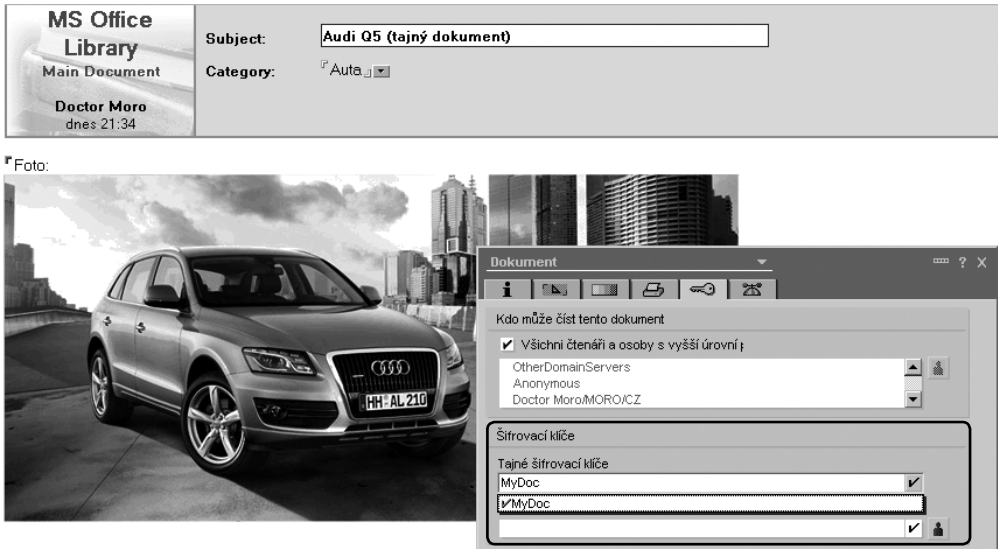 MS Office
Library
Main Document
Doctor Moro
dnes 21:34
Subject: Audi Q5 (tajný dokument)
Category: Auta
Foto:
HH AL 210
Dokument
? X
i
Kdo může číst tento dokument
✔ Všichni čtenáři a osoby s vyšší úrovní
OtherDomainServers
Anonymous
Doctor Moro/MORO/CZ
Šifrovací klíče
Tajné šifrovací klíče
MyDoc
✔MyDoc